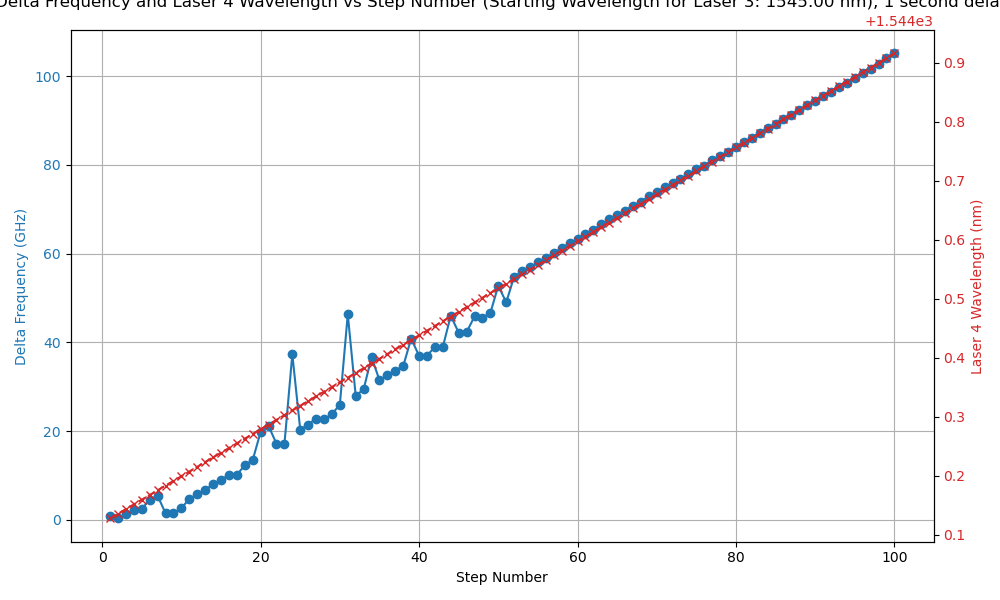 Delta Frequency and Laser 4 Wavelength vs Step Number (Starting Wavelength for Laser 3: 1545.00 nm), 1 second dela
+1.544e3
Delta Frequency (GHz)
100
80
60
40
20
0
0.9
0.8
0.7
0.6
0.5
0.4
0.3
0.2
0.1
Laser 4 Wavelength (nm)
0 20 40 60 80 100
Step Number